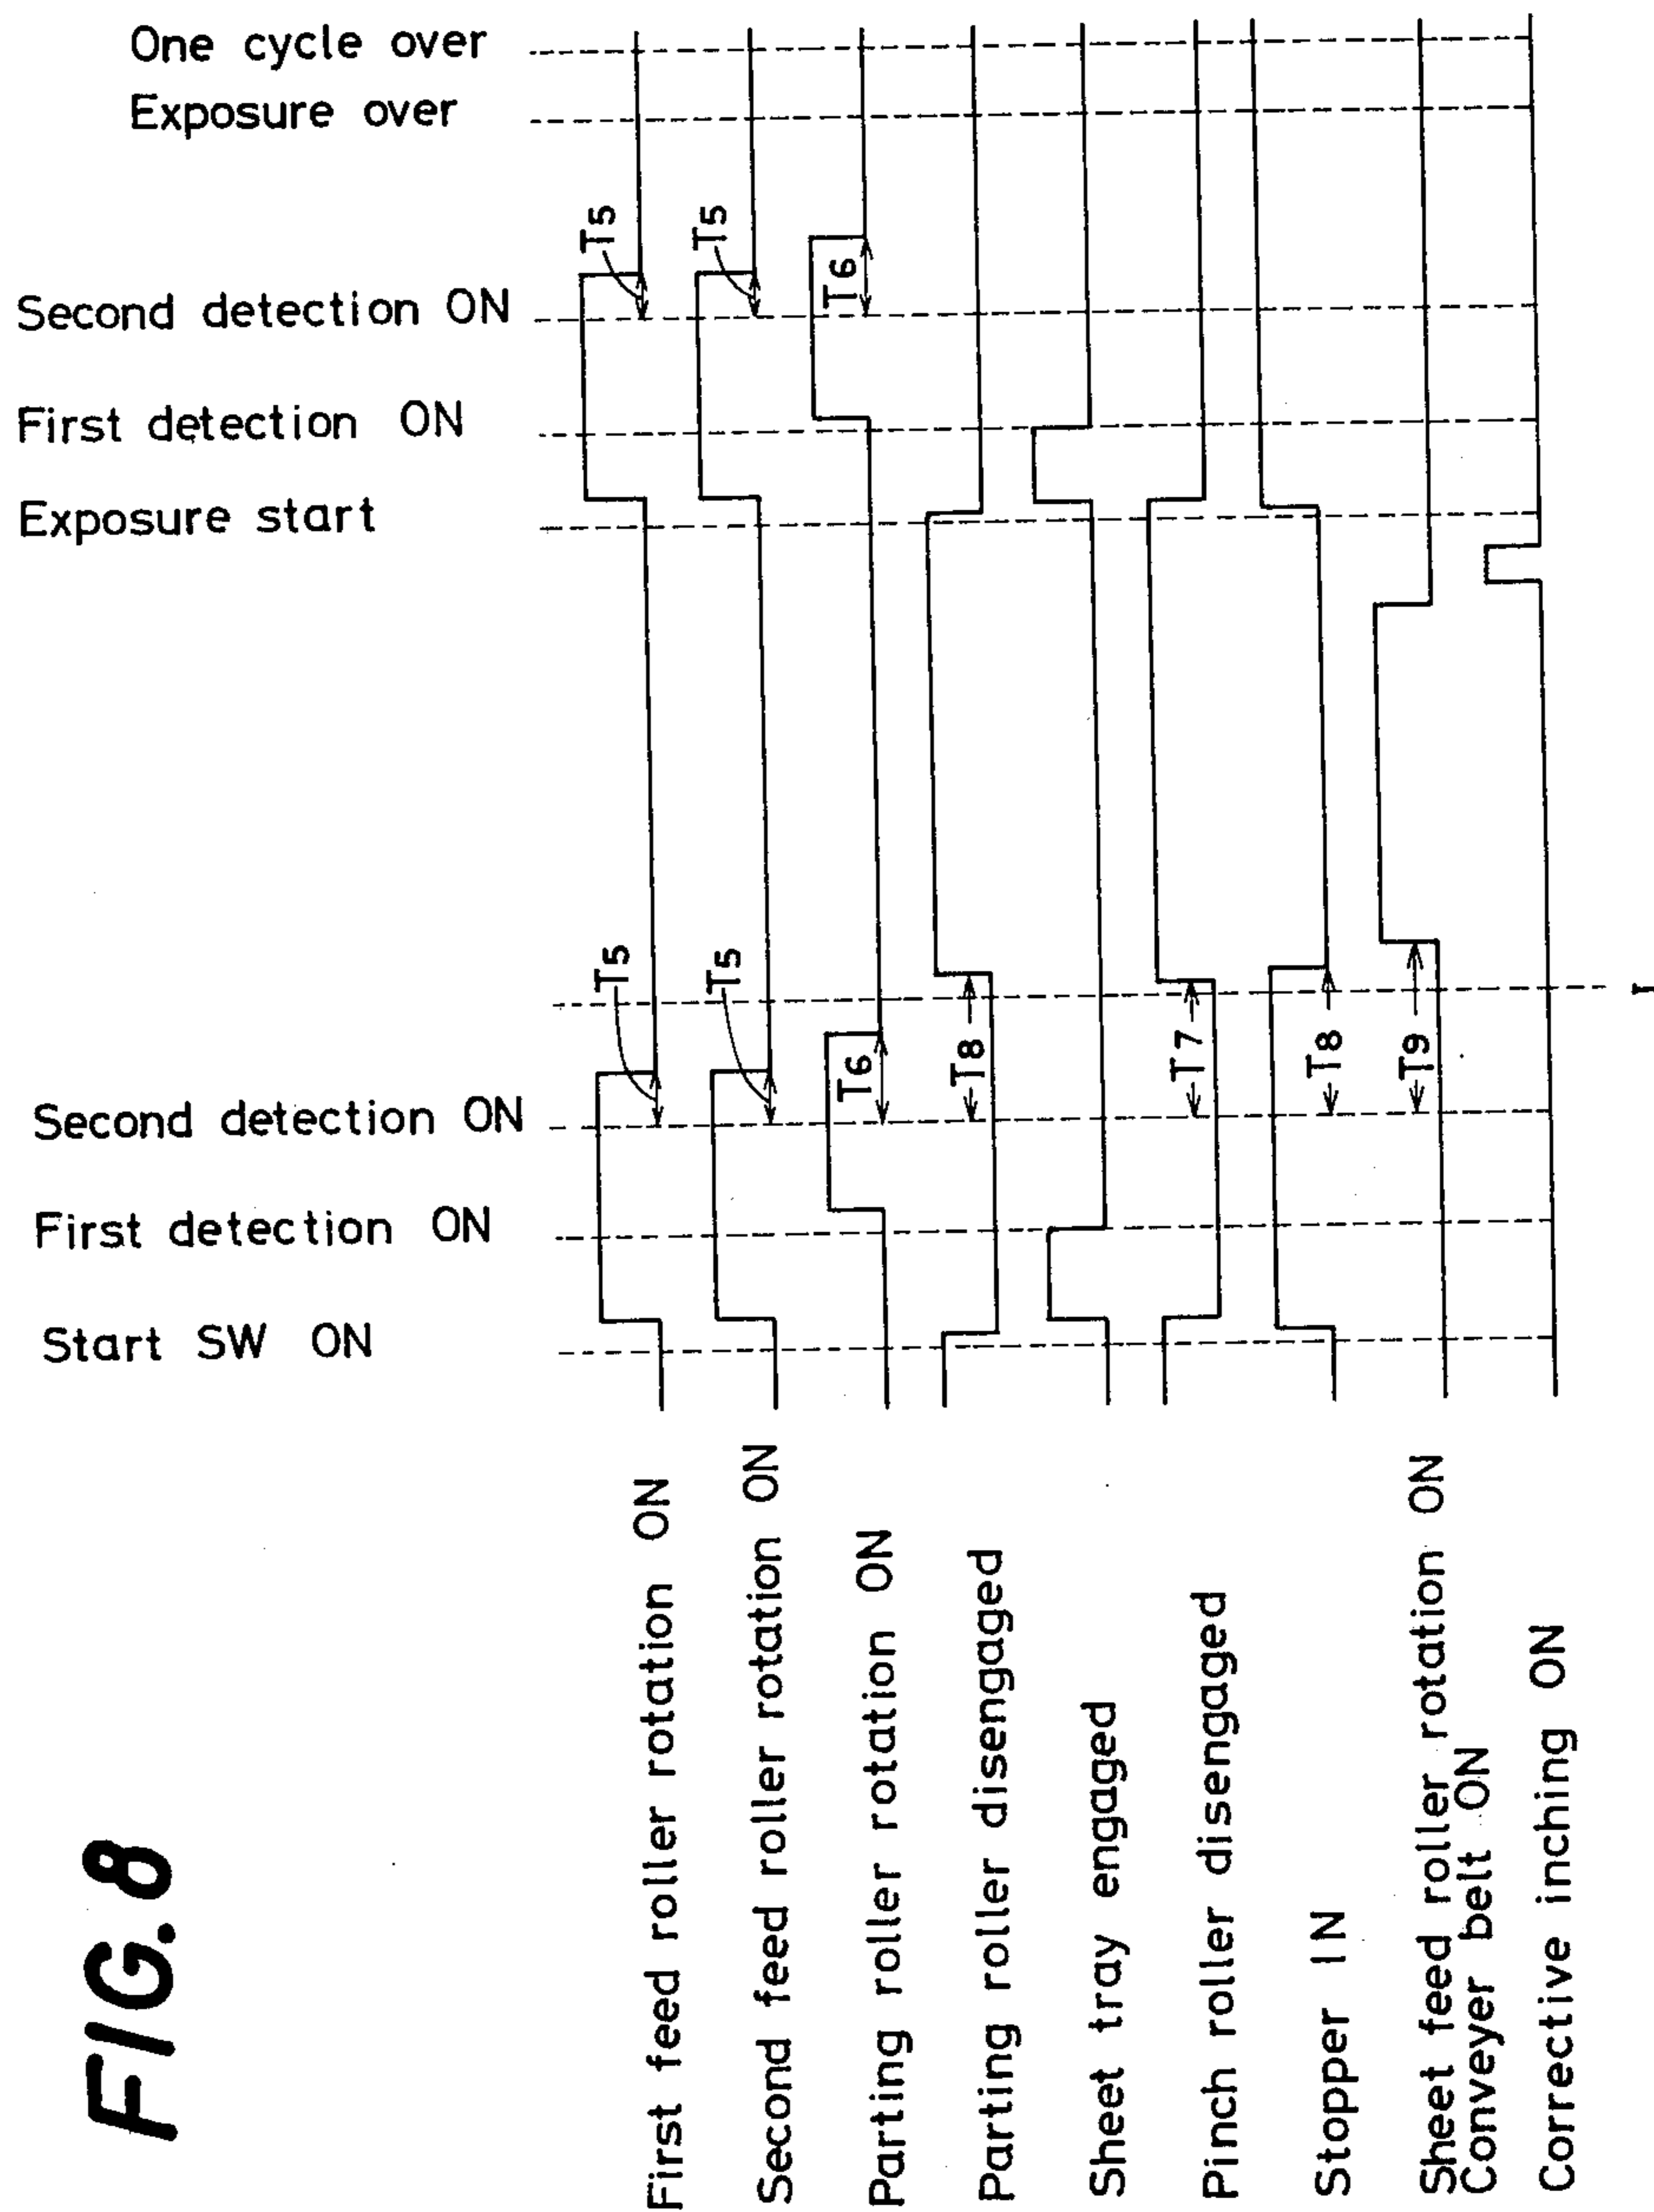 FIG. 8
One cycle over
Exposure over
Second detection ON
First detection ON
Exposure start
Second detection ON
First detection ON
Start SW ON
First feed roller rotation ON
T5
T5
Second feed roller rotation ON
T5
T5
Parting roller rotation ON
T6
T6
Parting roller disengaged
T8
Sheet tray engaged
Pinch roller disengaged
T7
Stopper IN
T8
Sheet feed roller rotation ON
Conveyer belt ON
T9
Corrective inching ON
I